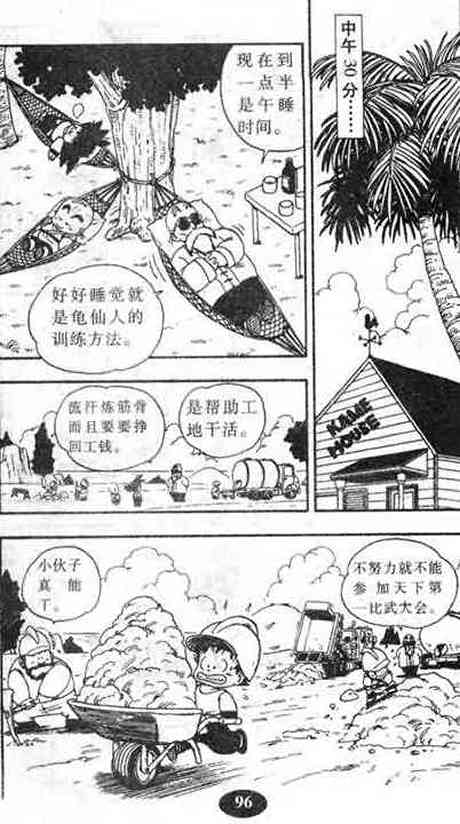 中午30分……
KAME
HOUSE
现在到
一点半
是午睡
时间。
好好睡觉就
是龟仙人的
训练方法。
是帮助工
地干活。
流汗炼筋骨
而且要要挣
回工钱。
不努力就不能
参加天下第
一比武大会。
小伙子
真能
丅。
96